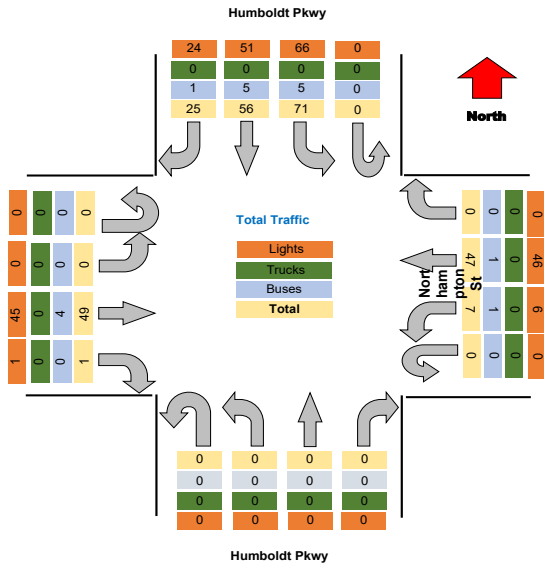 Humboldt Pkwy
24 51 66 0
0 0 0 0
1 5 5 0
25 56 71 0
North
0 0 0 0
0 0 0 0
45 0 4 49
1 0 0 1
Total Traffic
Lights
Trucks
Buses
Total
Nort
ham
pton
St
0 0 0 0
47 1 0 46
7 1 0 6
0 0 0 0
0 0 0 0
0 0 0 0
0 0 0 0
0 0 0 0
Humboldt Pkwy